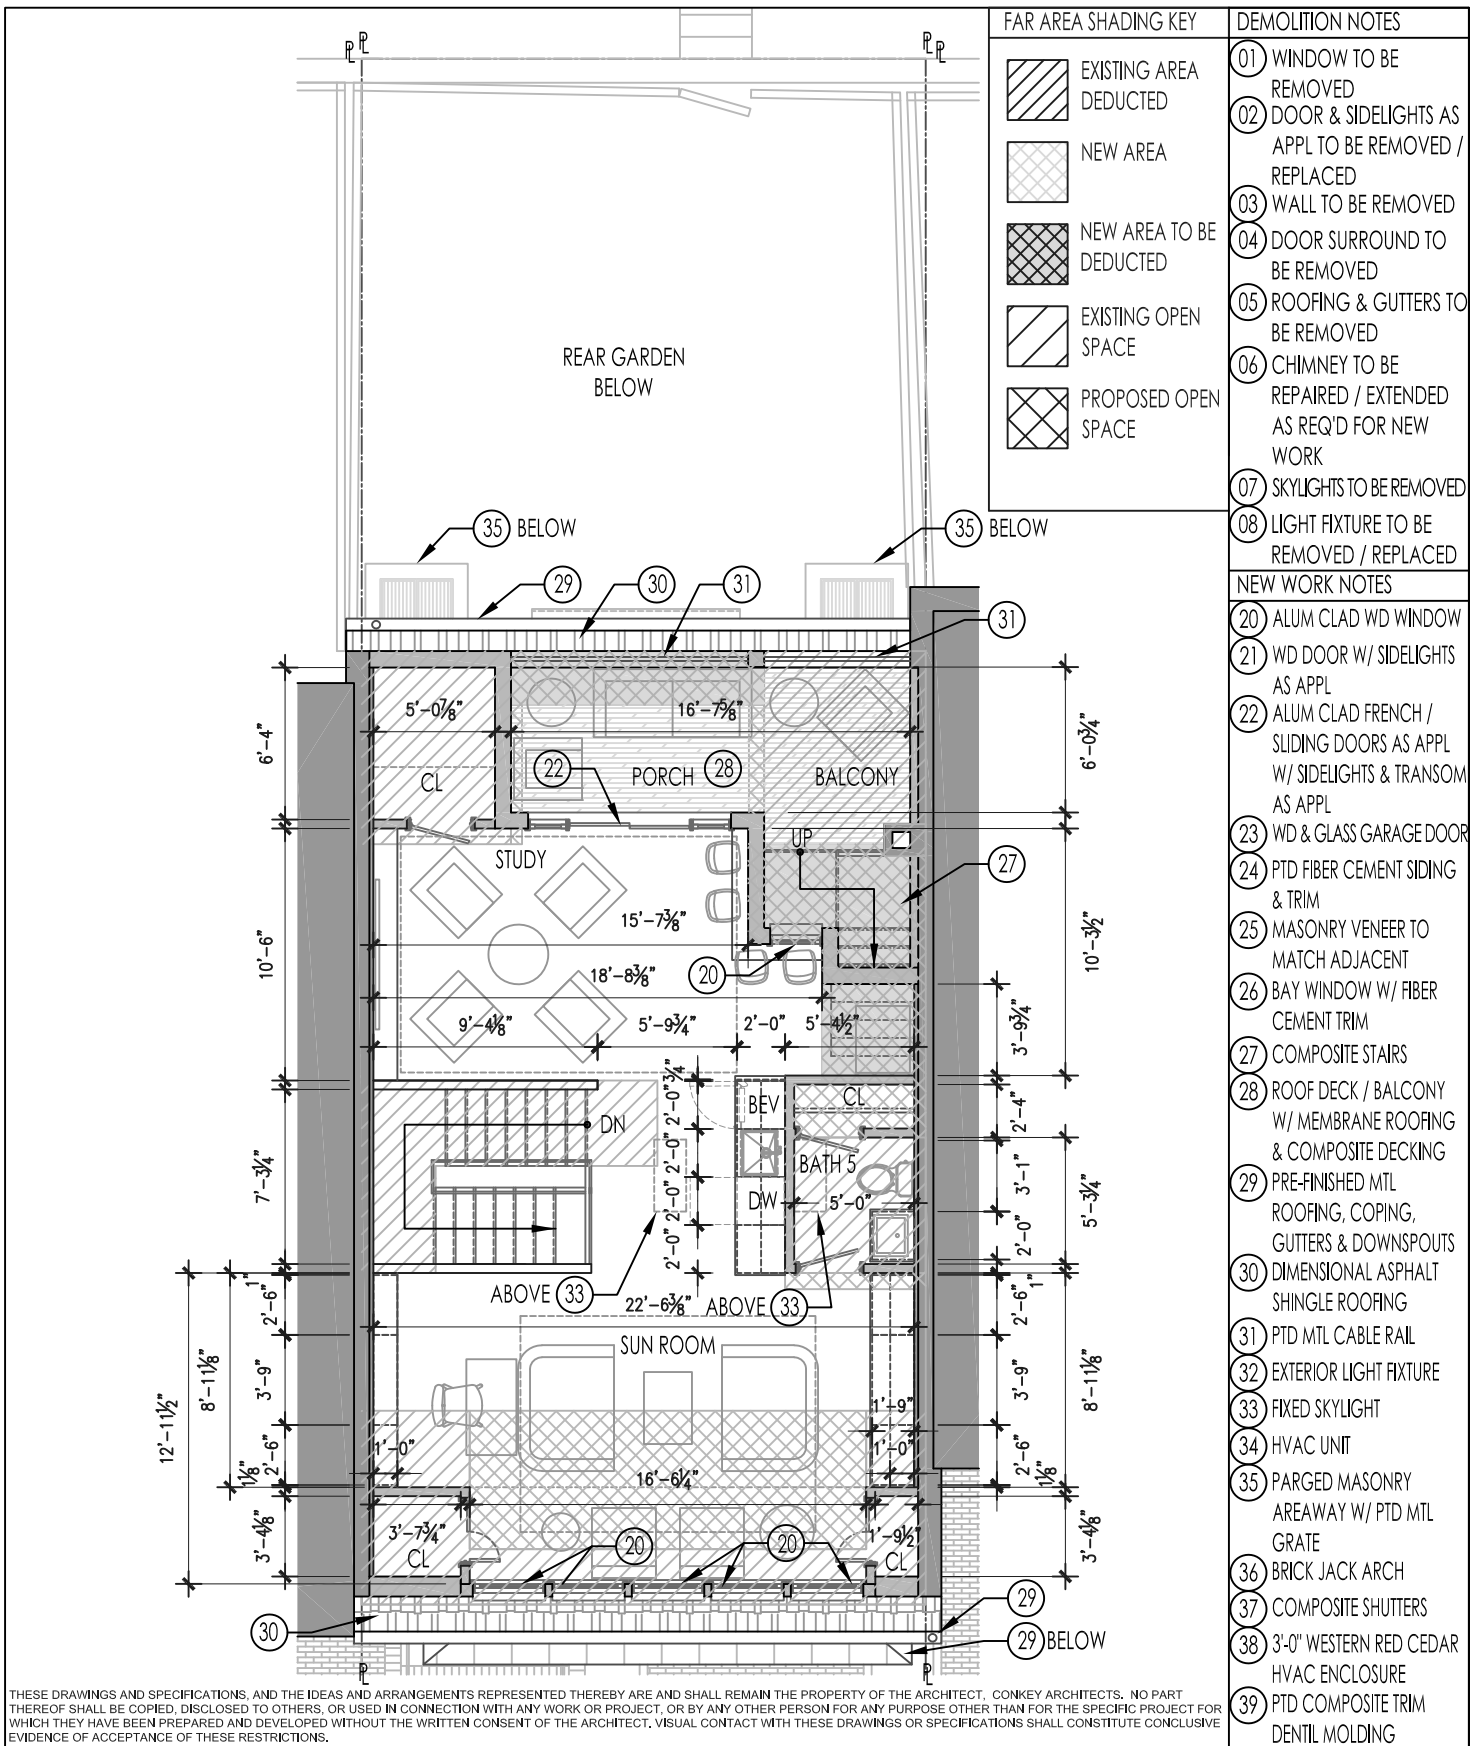 FAR AREA SHADING KEY
EXISTING AREA
DEDUCTED
NEW AREA
NEW AREA TO BE
DEDUCTED
EXISTING OPEN
SPACE
PROPOSED OPEN
SPACE
DEMOLITION NOTES
01 WINDOW TO BE
REMOVED
02 DOOR & SIDELIGHTS AS
APPL TO BE REMOVED /
REPLACED
03 WALL TO BE REMOVED
04 DOOR SURROUND TO
BE REMOVED
05 ROOFING & GUTTERS TO
BE REMOVED
06 CHIMNEY TO BE
REPAIRED / EXTENDED
AS REQ'D FOR NEW
WORK
07 SKYLIGHTS TO BE REMOVED
08 LIGHT FIXTURE TO BE
REMOVED / REPLACED
NEW WORK NOTES
20 ALUM CLAD WD WINDOW
21 WD DOOR W/ SIDELIGHTS
AS APPL
22 ALUM CLAD FRENCH /
SLIDING DOORS AS APPL
W/ SIDELIGHTS & TRANSOM
AS APPL
23 WD & GLASS GARAGE DOOR
24 PTD FIBER CEMENT SIDING
& TRIM
25 MASONRY VENEER TO
MATCH ADJACENT
26 BAY WINDOW W/ FIBER
CEMENT TRIM
27 COMPOSITE STAIRS
28 ROOF DECK / BALCONY
W/ MEMBRANE ROOFING
& COMPOSITE DECKING
29 PRE-FINISHED MTL
ROOFING, COPING,
GUTTERS & DOWNSPOUTS
30 DIMENSIONAL ASPHALT
SHINGLE ROOFING
31 PTD MTL CABLE RAIL
32 EXTERIOR LIGHT FIXTURE
33 FIXED SKYLIGHT
34 HVAC UNIT
35 PARGED MASONRY
AREAWAY W/ PTD MTL
GRATE
36 BRICK JACK ARCH
37 COMPOSITE SHUTTERS
38 3'-0" WESTERN RED CEDAR
HVAC ENCLOSURE
39 PTD COMPOSITE TRIM
DENTIL MOLDING
PL PL
PL PL
REAR GARDEN
BELOW
35 BELOW
35 BELOW
29
30
31
31
5'-0⅞"
16'-7⅝"
6'-4"
6'-0¾"
CL
22
PORCH 28
BALCONY
UP
STUDY
27
15'-7⅜"
10'-6"
10'-3½"
18'-8⅜"
20
9'-4⅛"
5'-9¾"
2'-0"
5'-4½"
3'-9¾"
2'-0¾"
BEV
CL
2'-4"
DN
2'-0"
BATH 5
3'-1"
7'-3¼"
5'-3¼"
2'-0"
DW
5'-0"
2'-0"
2'-0"
ABOVE 33
22'-6⅜"
ABOVE 33
1"
2'-6"
2'-6"
1"
SUN ROOM
12'-11½"
8'-11⅛"
3'-9"
3'-9"
8'-11⅛"
1'-9"
1'-0"
1'-0"
2'-6"
2'-6"
1⅛"
1⅛"
16'-6¼"
3'-4⅛"
3'-7¾"
CL
20
20
1'-9½"
CL
3'-4⅛"
30
29
29 BELOW
PL
PL
THESE DRAWINGS AND SPECIFICATIONS, AND THE IDEAS AND ARRANGEMENTS REPRESENTED THEREBY ARE AND SHALL REMAIN THE PROPERTY OF THE ARCHITECT, CONKEY ARCHITECTS. NO PART
THEREOF SHALL BE COPIED, DISCLOSED TO OTHERS, OR USED IN CONNECTION WITH ANY WORK OR PROJECT, OR BY ANY OTHER PERSON FOR ANY PURPOSE OTHER THAN FOR THE SPECIFIC PROJECT FOR
WHICH THEY HAVE BEEN PREPARED AND DEVELOPED WITHOUT THE WRITTEN CONSENT OF THE ARCHITECT. VISUAL CONTACT WITH THESE DRAWINGS OR SPECIFICATIONS SHALL CONSTITUTE CONCLUSIVE
EVIDENCE OF ACCEPTANCE OF THESE RESTRICTIONS.